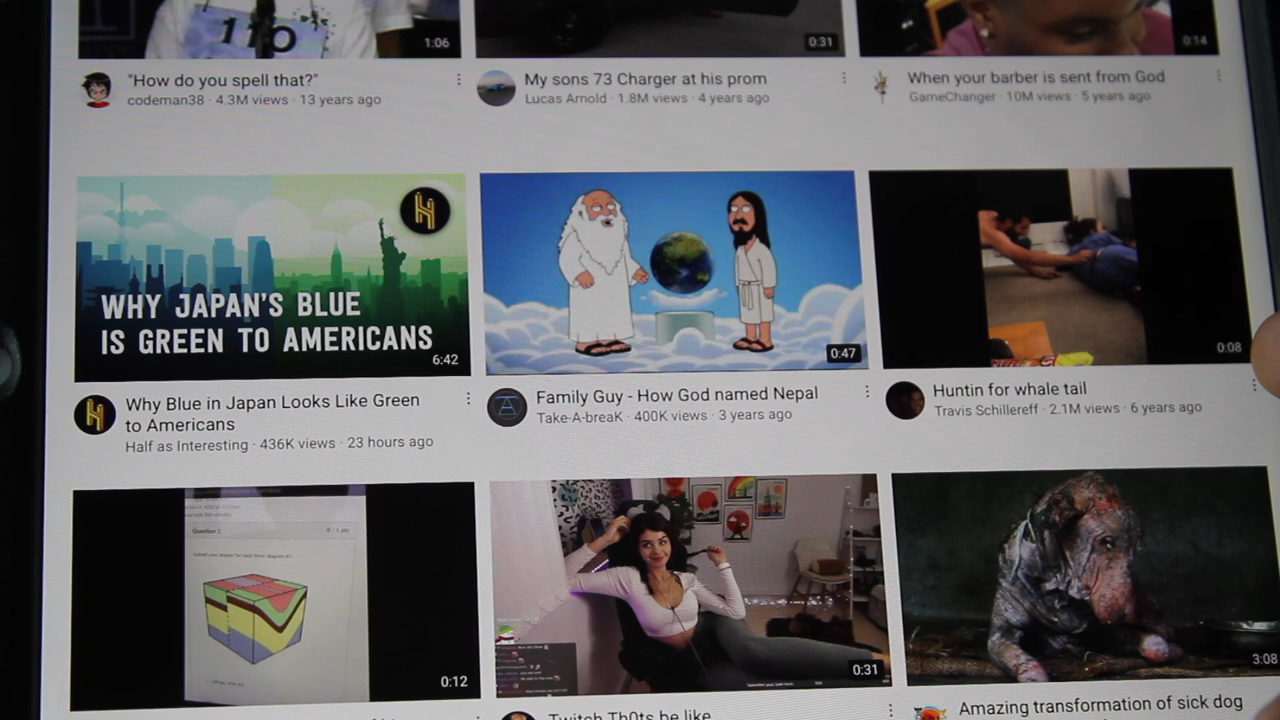 110
1:06
0:31
0:14
"How do you spell that?"
codeman38 · 4.3M views · 13 years ago
My sons 73 Charger at his prom
Lucas Arnold · 1.8M views · 4 years ago
When your barber is sent from God
GameChanger · 10M views · 5 years ago
WHY JAPAN'S BLUE
IS GREEN TO AMERICANS
6:42
0:47
0:08
Why Blue in Japan Looks Like Green
to Americans
Half as Interesting · 436K views · 23 hours ago
Family Guy - How God named Nepal
Take-A-breaK · 400K views · 3 years ago
Huntin for whale tail
Travis Schillereff · 2.1M views · 6 years ago
Question 1
0:12
0:31
3:08
Twitch Th0ts be like
Amazing transformation of sick dog